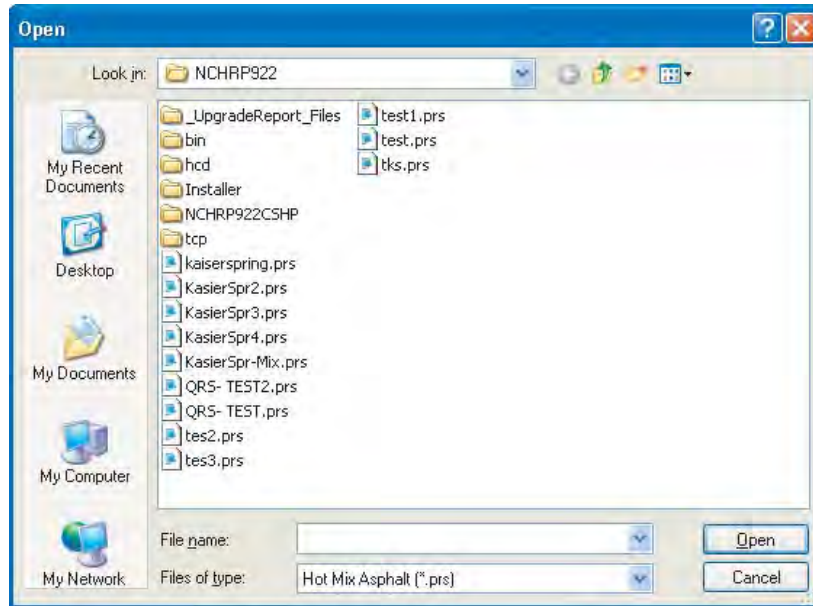 Open
Look in: NCHRP922
_UpgradeReport_Files
bin
hcd
Installer
NCHRP922CSHP
tcp
kaiserspring.prs
KasierSpr2.prs
KasierSpr3.prs
KasierSpr4.prs
KasierSpr-Mix.prs
QRS- TEST2.prs
QRS- TEST.prs
tes2.prs
tes3.prs
test1.prs
test.prs
tks.prs
My Recent
Documents
Desktop
My Documents
My Computer
My Network
File name:
Open
Files of type: Hot Mix Asphalt (*.prs)
Cancel